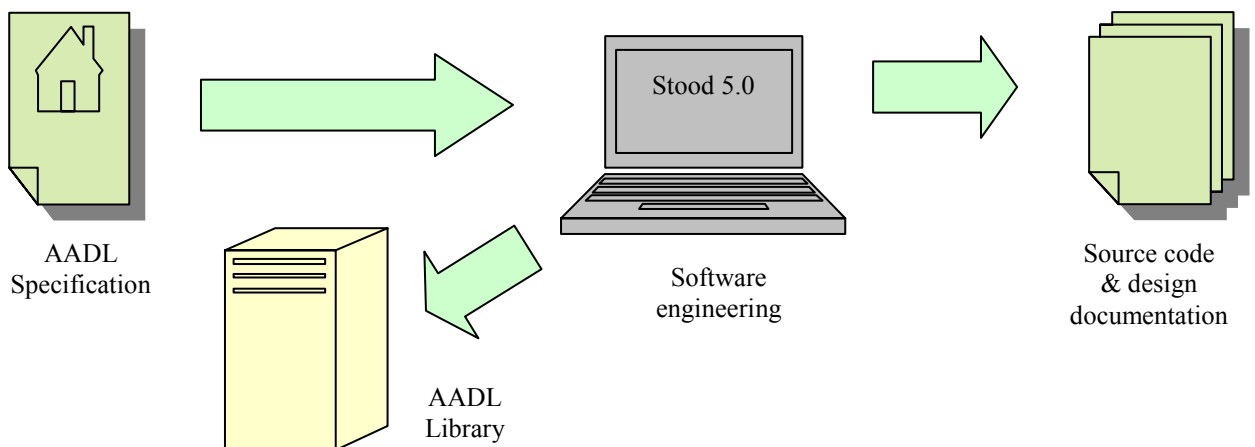 Stood 5.0
AADL
Specification
Software
engineering
Source code
& design
documentation
AADL
Library